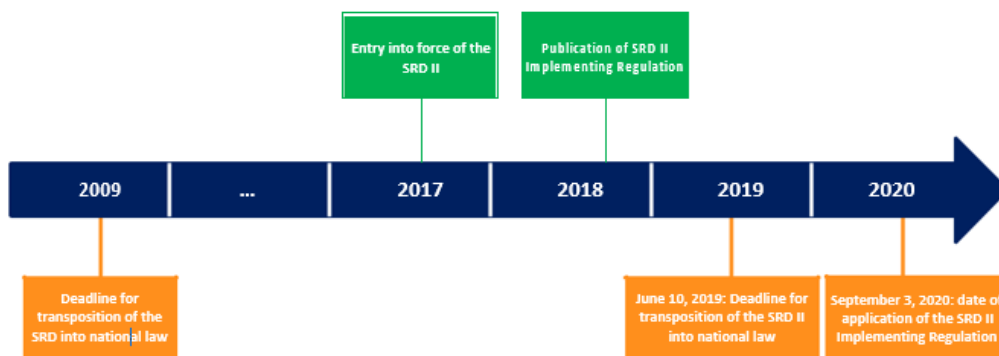 Entry into force of the
SRD II
Publication of SRD II
Implementing Regulation
2009
...
2017
2018
2019
2020
Deadline for
transposition of the
SRD into national law
June 10, 2019: Deadline for
transposition of the SRD II
into national law
September 3, 2020: date of
application of the SRD II
Implementing Regulation